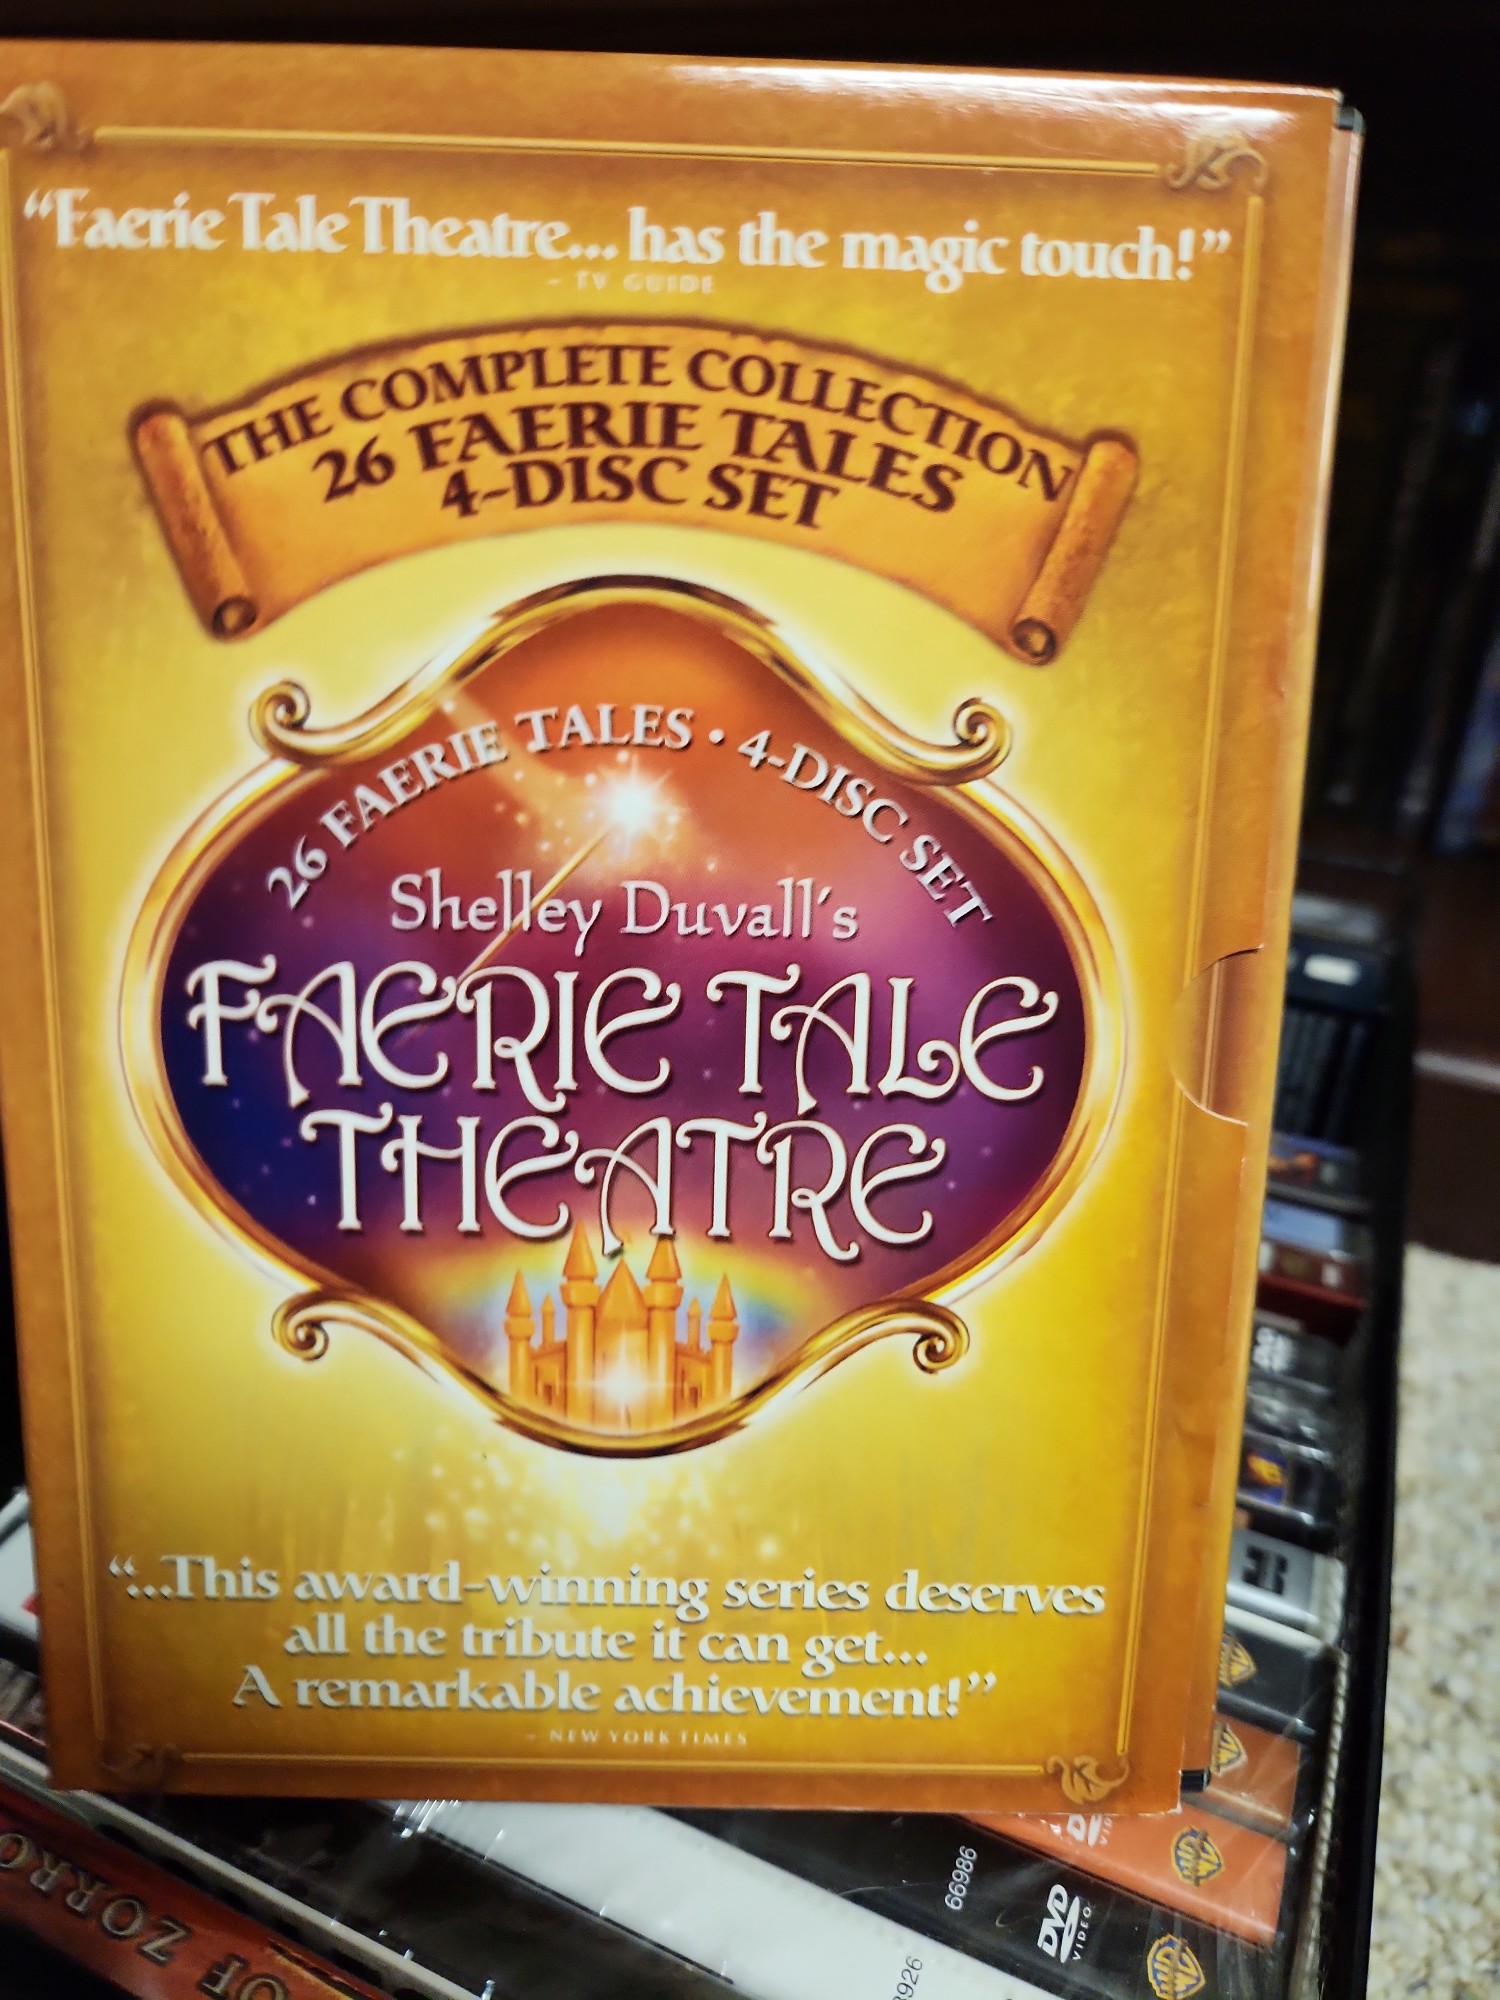 “Faerie Tale Theatre... has the magic touch!”
- TV GUIDE
THE COMPLETE COLLECTION
26 FAERIE TALES
4-DISC SET
26 FAERIE TALES • 4-DISC SET
Shelley Duvall's
FAERIE TALE
THEATRE
“...This award-winning series deserves
all the tribute it can get...
A remarkable achievement!”
- NEW YORK TIMES
OF ZORRO
66986
DVD
VIDEO
3926